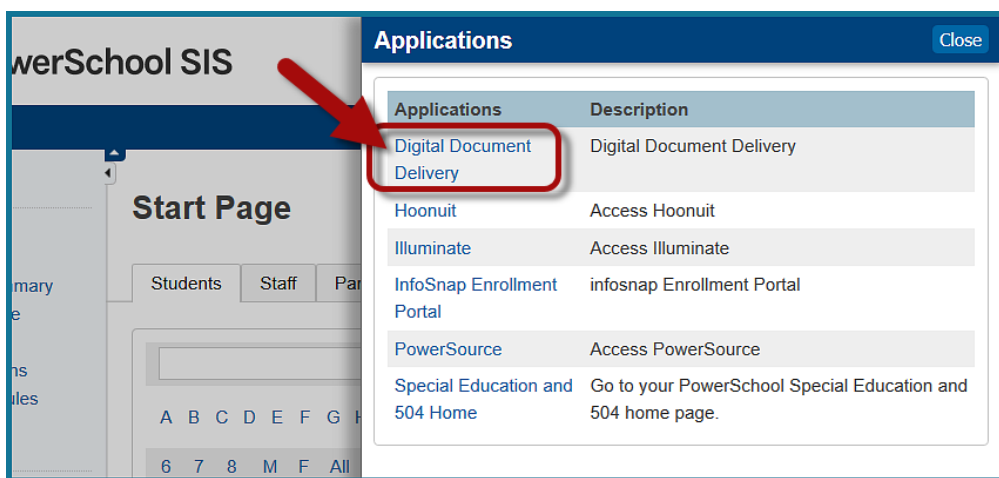 werSchool SIS
Applications
Close
Applications Description
Digital Document Digital Document Delivery
Delivery
Start Page
Hoonuit Access Hoonuit
Illuminate Access Illuminate
mmary
Students Staff Par
InfoSnap Enrollment infosnap Enrollment Portal
Portal
e
PowerSource Access PowerSource
ns
ules
Special Education and Go to your PowerSchool Special Education and
504 Home 504 home page.
A B C D E F G H
6 7 8 M F All